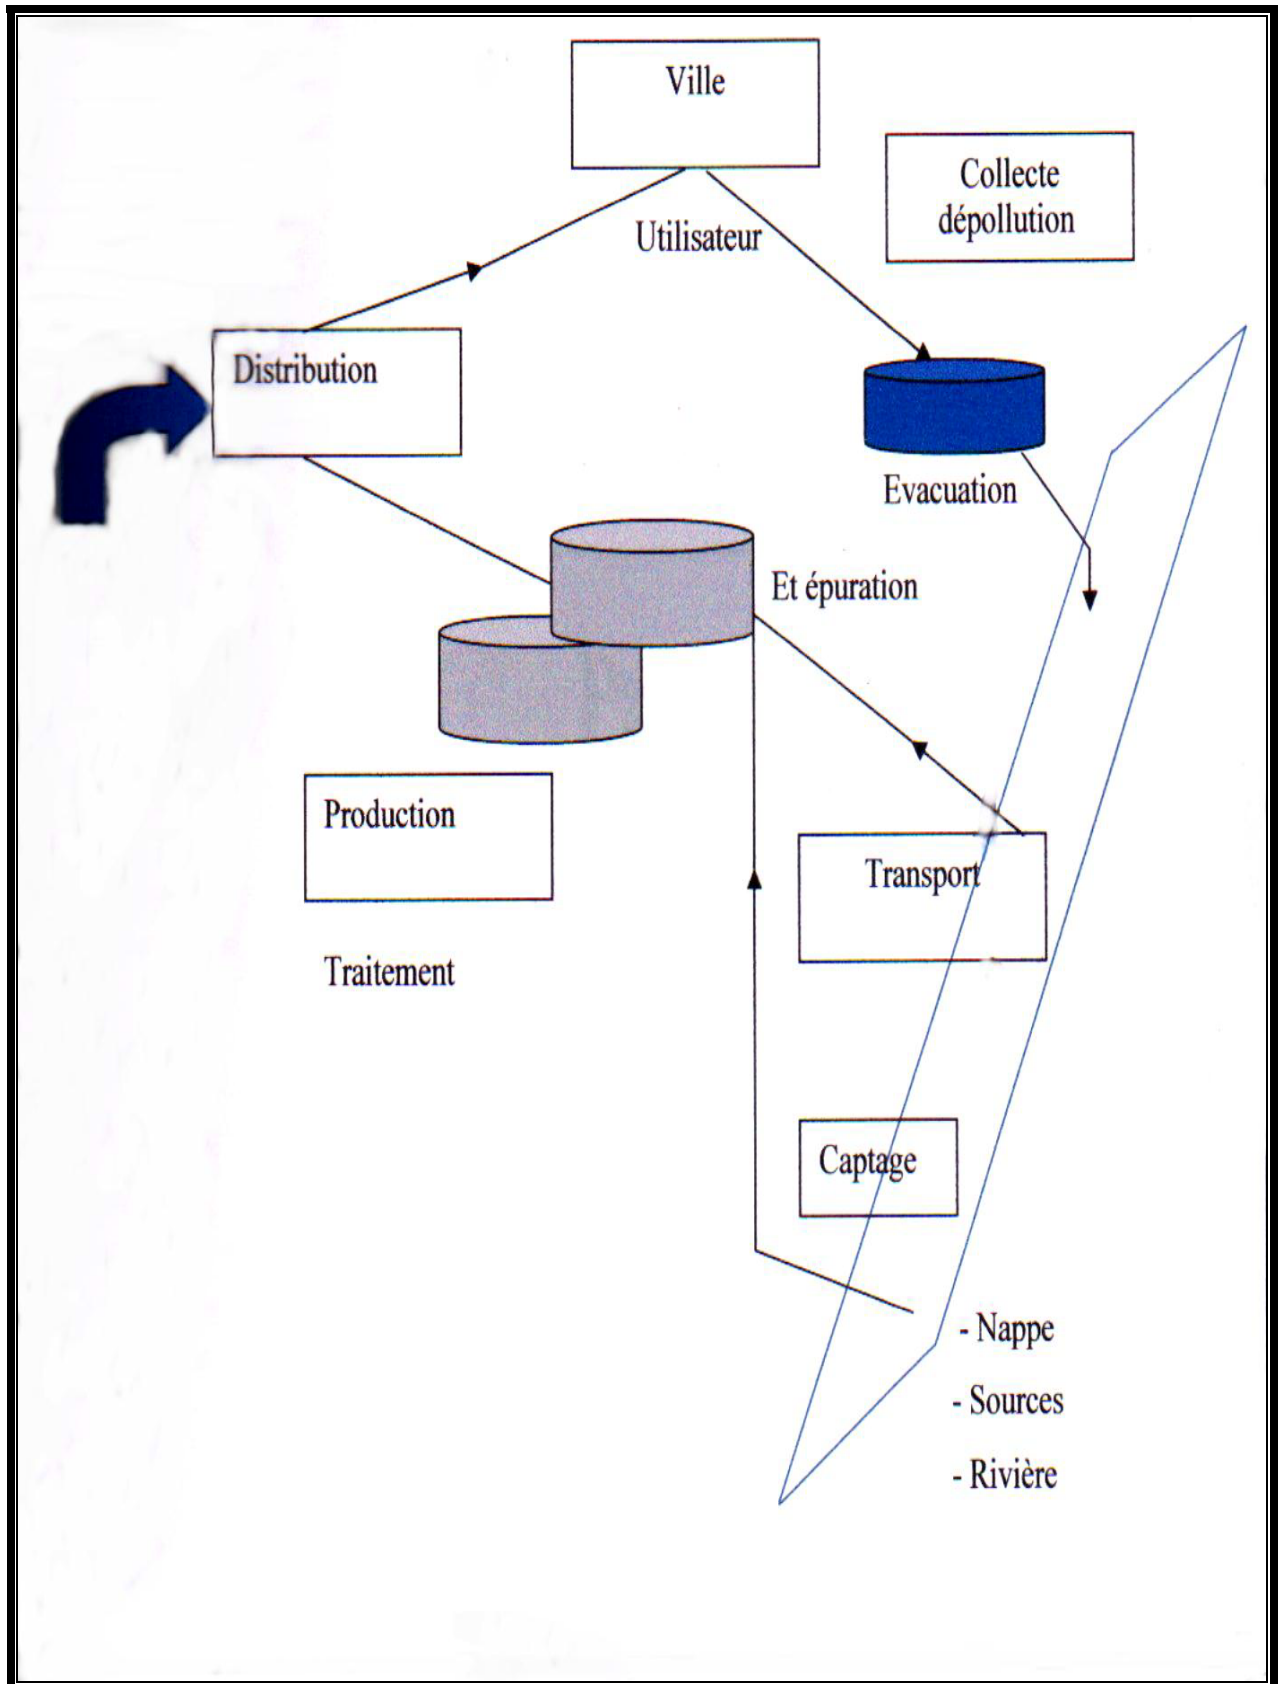 Ville
Collecte
dépollution
Utilisateur
Distribution
Evacuation
Et épuration
Production
Transport
Traitement
Captage
- Nappe
- Sources
- Rivière